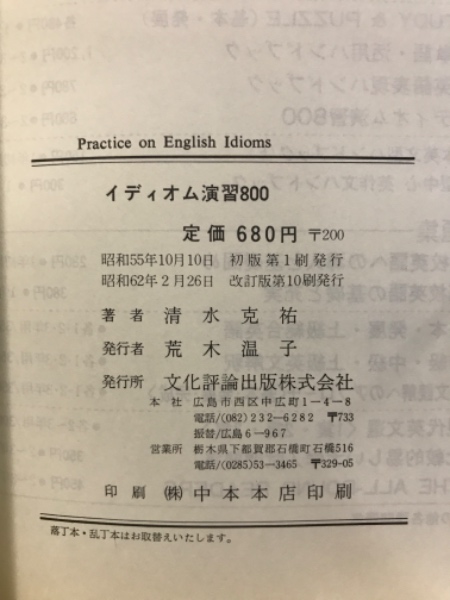 Practice on English Idioms
イディオム演習800
定価 680円 〒200
昭和55年10月10日 初版第1刷発行
昭和62年2月26日 改訂版第10刷発行
著者 清水克祐
発行者 荒木温子
発行所 文化評論出版株式会社
本社 広島市西区中広町1-4-8
電話/(082)232-6282 〒733
振替/広島6-967
営業所 栃木県下都賀郡石橋町石橋516
電話/(0285)53-3465 〒329-05
印刷 ㈱中本本店印刷
落丁本・乱丁本はお取替えいたします。